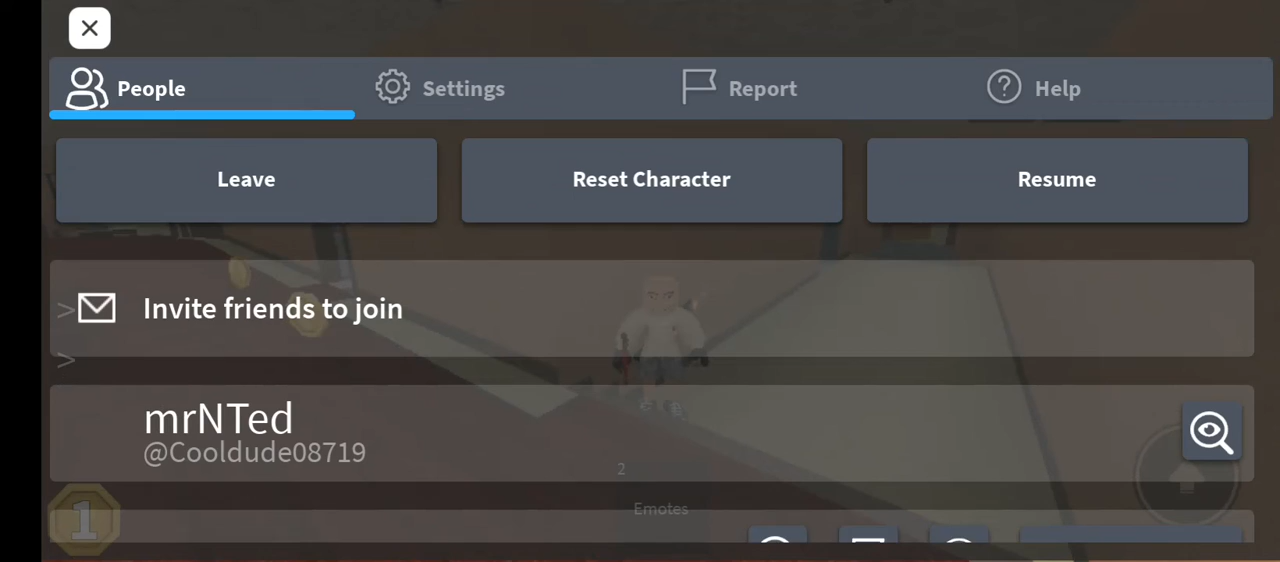 People
Settings
Report
Help
Leave
Reset Character
Resume
>
Invite friends to join
>
mrNTed
@Cooldude08719
2
Emotes
1